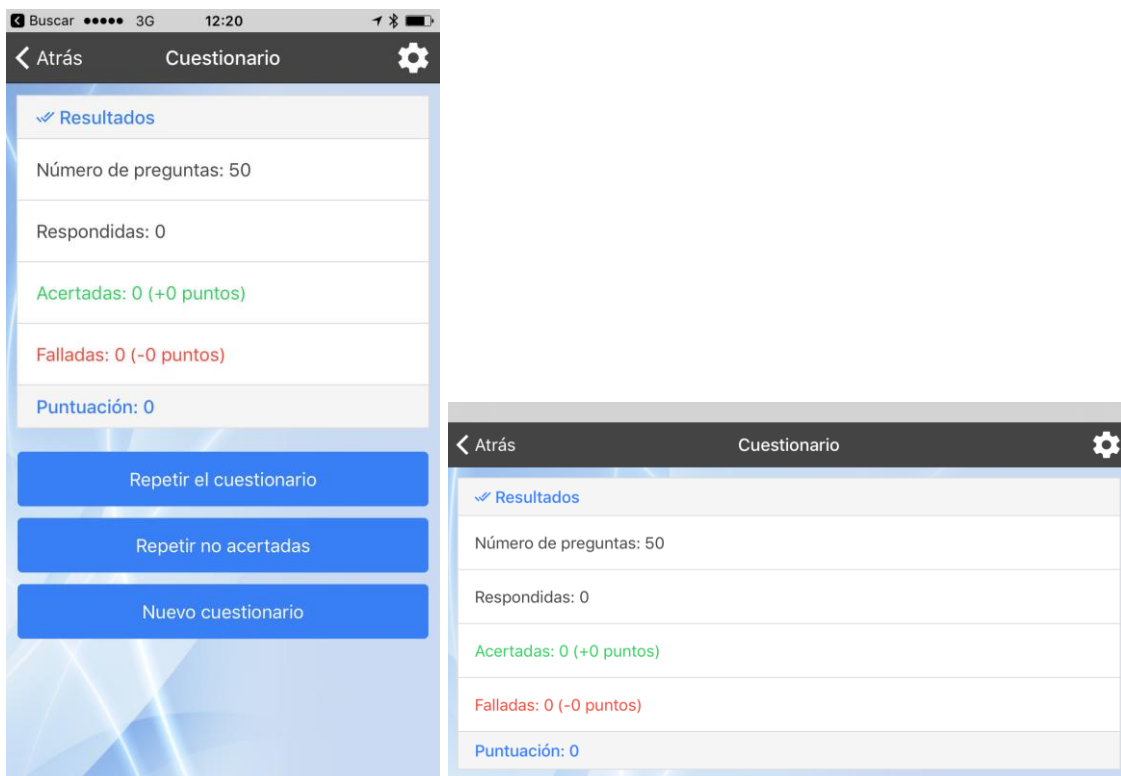 Buscar 3G 12:20
Atrás Cuestionario
Resultados
Número de preguntas: 50
Respondidas: 0
Acertadas: 0 (+0 puntos)
Falladas: 0 (-0 puntos)
Puntuación: 0
Repetir el cuestionario
Repetir no acertadas
Nuevo cuestionario
Atrás Cuestionario
Resultados
Número de preguntas: 50
Respondidas: 0
Acertadas: 0 (+0 puntos)
Falladas: 0 (-0 puntos)
Puntuación: 0